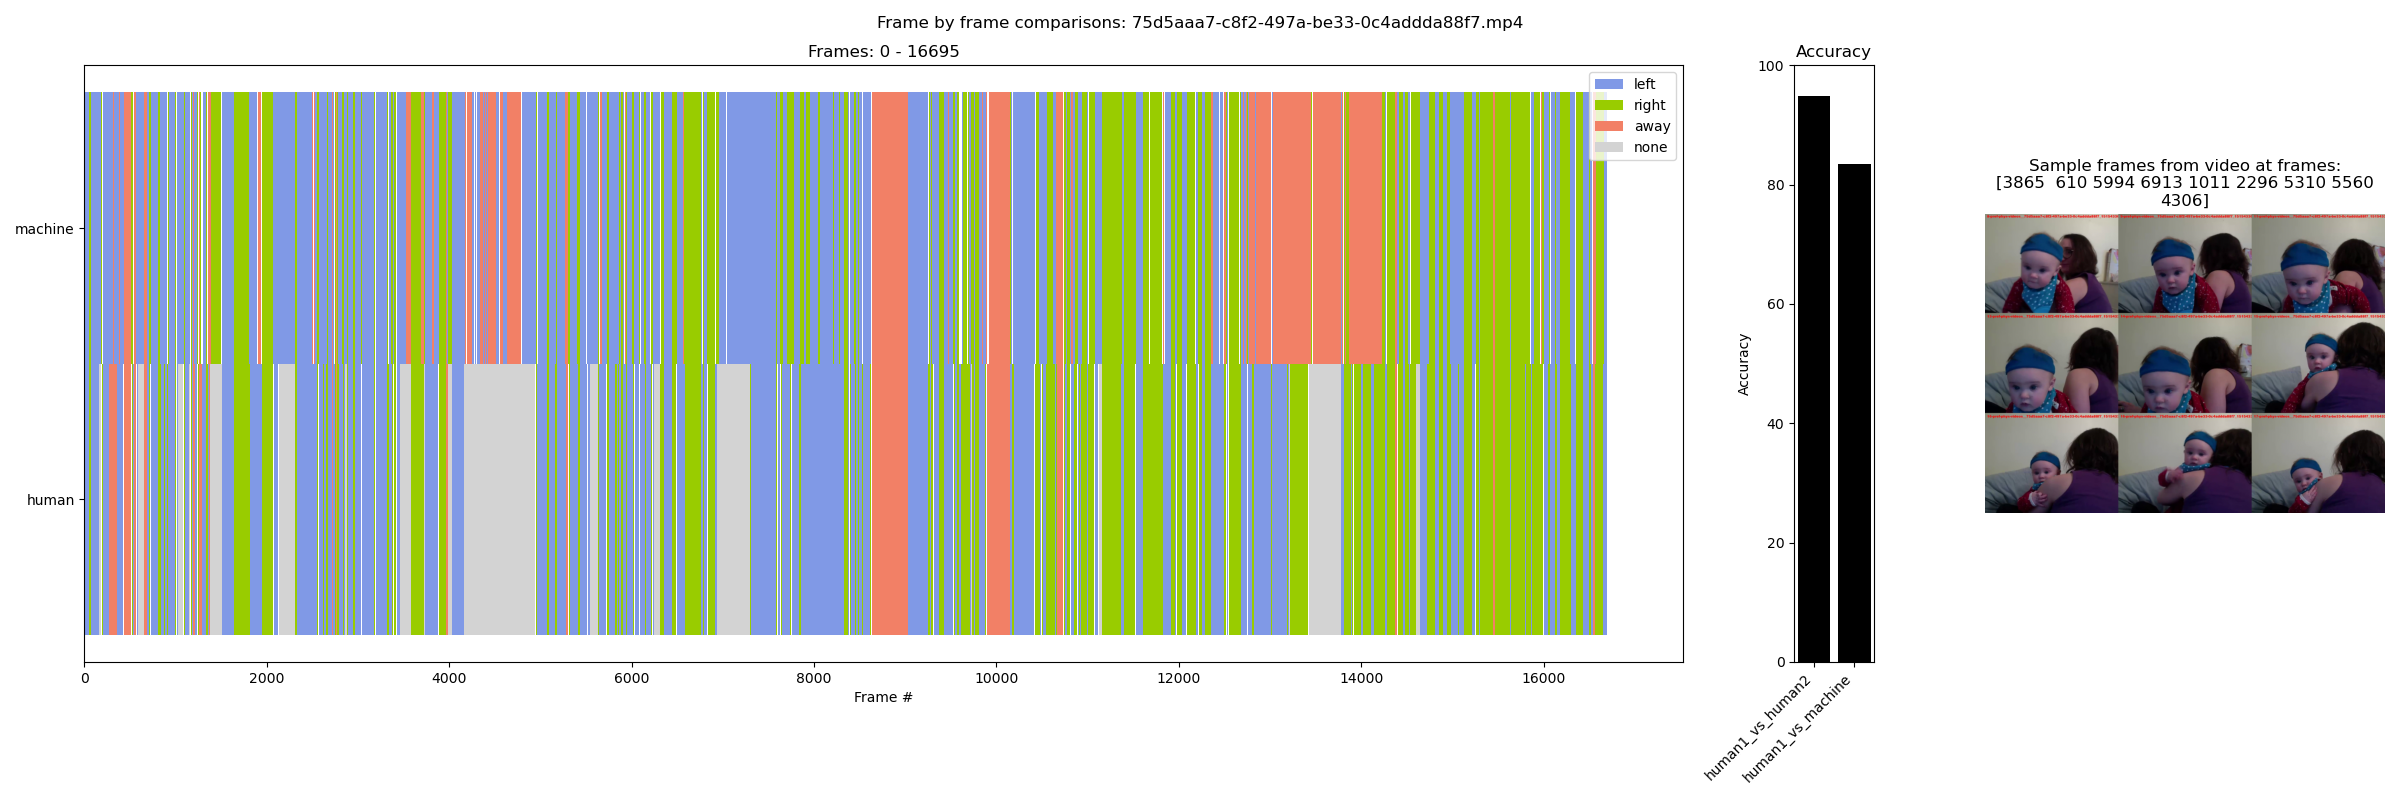 Frame by frame comparisons: 75d5aaa7-c8f2-497a-be33-0c4addda88f7.mp4
Frames: 0 - 16695
left
right
away
none
machine
human
0
2000
4000
6000
8000
10000
12000
14000
16000
Frame #
Accuracy
100
80
60
40
20
0
Accuracy
human1_vs_human2
human1_vs_machine
Sample frames from video at frames:
[3865  610 5994 6913 1011 2296 5310 5560
4306]